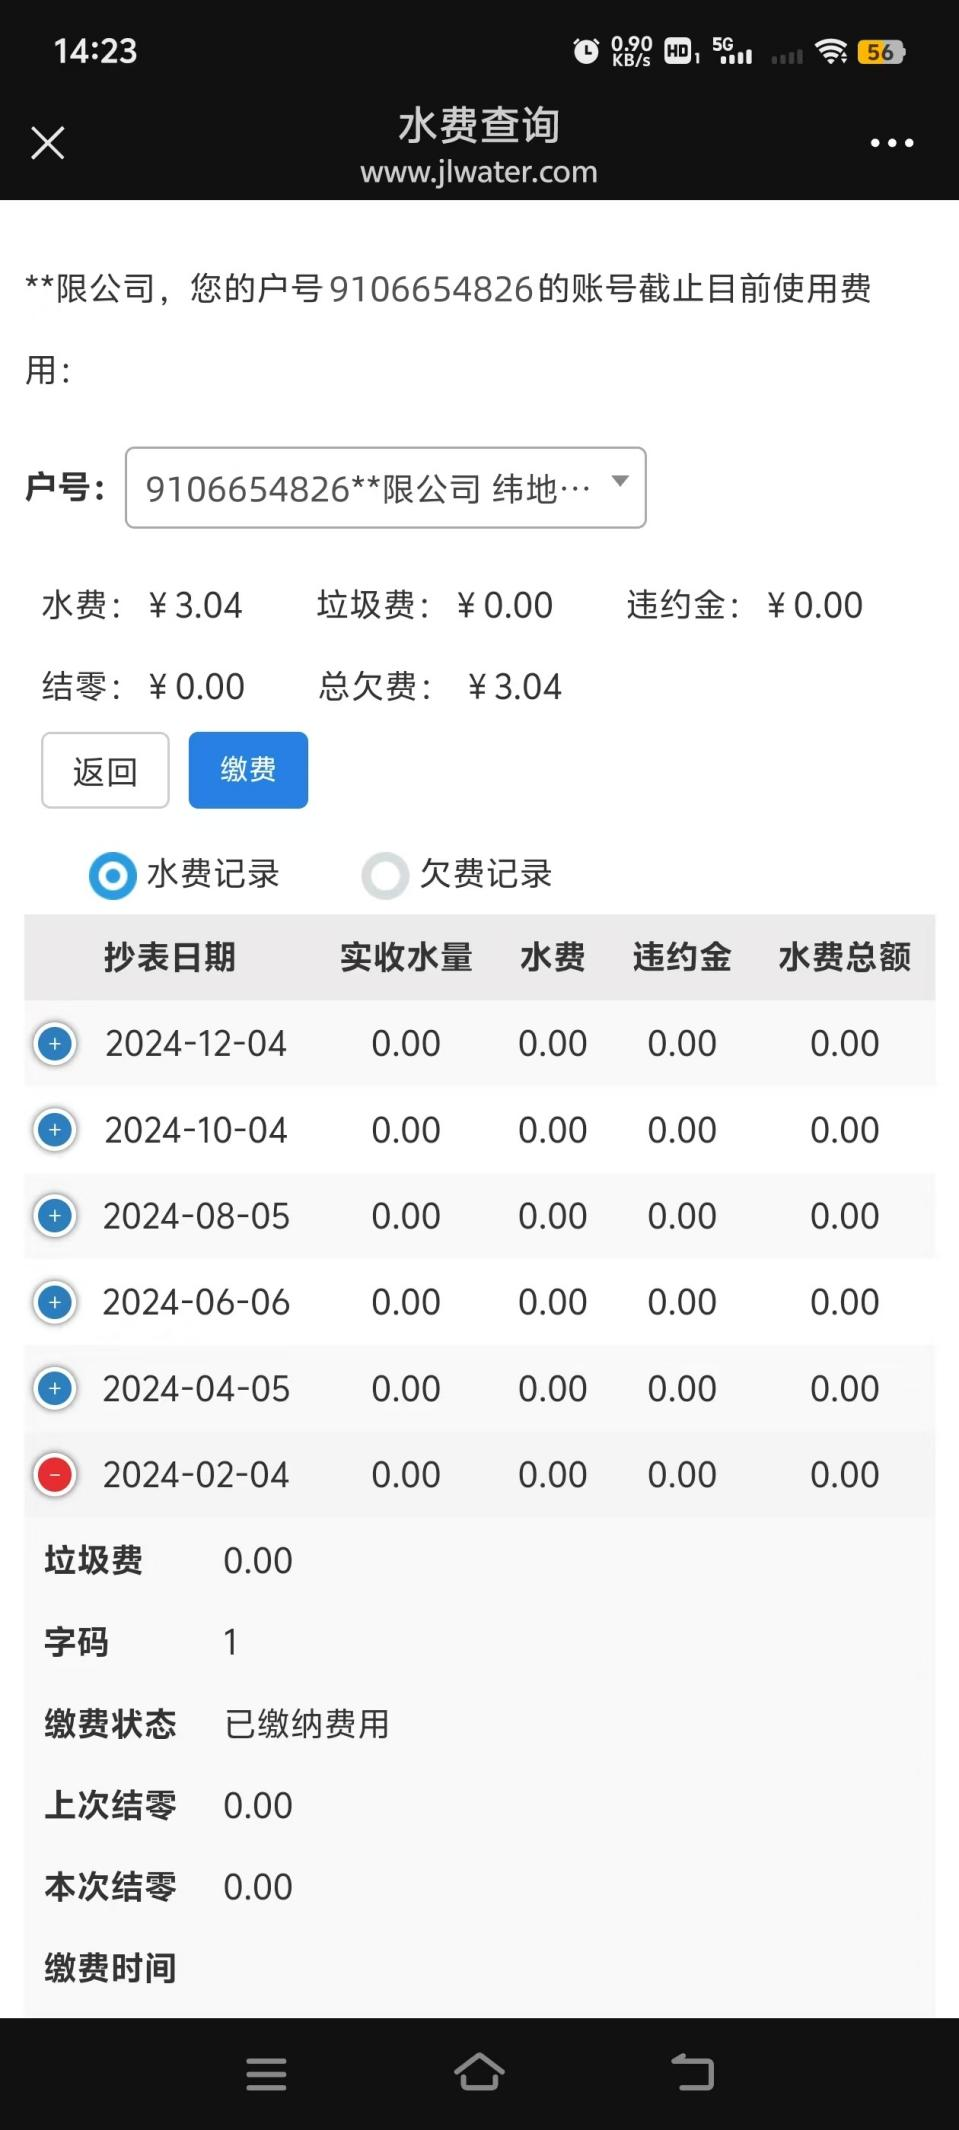 14:23
0.90 KB/s HD 1 5G 56
水费查询
www.jlwater.com
**限公司，您的户号9106654826的账号截止目前使用费
用：
户号： 9106654826**限公司 纬地···
水费：￥3.04 垃圾费：￥0.00 违约金：￥0.00
结零：￥0.00 总欠费：￥3.04
返回 缴费
水费记录 欠费记录
抄表日期 实收水量 水费 违约金 水费总额
+ 2024-12-04 0.00 0.00 0.00 0.00
+ 2024-10-04 0.00 0.00 0.00 0.00
+ 2024-08-05 0.00 0.00 0.00 0.00
+ 2024-06-06 0.00 0.00 0.00 0.00
+ 2024-04-05 0.00 0.00 0.00 0.00
- 2024-02-04 0.00 0.00 0.00 0.00
垃圾费 0.00
字码 1
缴费状态 已缴纳费用
上次结零 0.00
本次结零 0.00
缴费时间